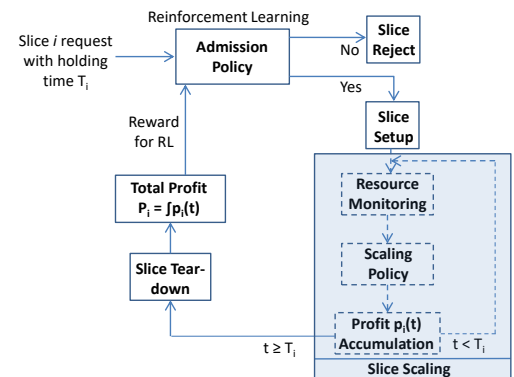 Reinforcement Learning
Slice i request
with holding
time Tᵢ
Admission
Policy
No
Slice
Reject
Yes
Slice
Setup
Reward
for RL
Resource
Monitoring
Total Profit
Pᵢ = ∫pᵢ(t)
Scaling
Policy
Slice Tear-
down
Profit pᵢ(t)
Accumulation
t ≥ Tᵢ
t < Tᵢ
Slice Scaling